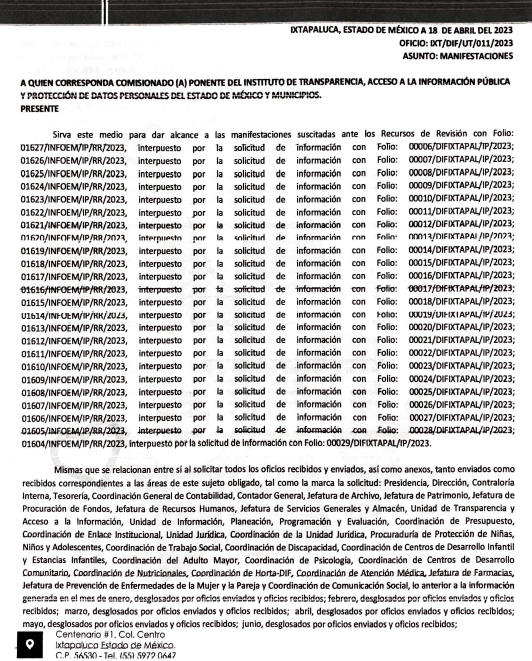 IXTAPALUCA, ESTADO DE MÉXICO A 18 DE ABRIL DEL 2023
OFICIO: IXT/DIF/UT/011/2023
ASUNTO: MANIFESTACIONES
A QUIEN CORRESPONDA COMISIONADO (A) PONENTE DEL INSTITUTO DE TRANSPARENCIA, ACCESO A LA INFORMACIÓN PÚBLICA
Y PROTECCIÓN DE DATOS PERSONALES DEL ESTADO DE MÉXICO Y MUNICIPIOS.
PRESENTE
Sirva este medio para dar alcance a las manifestaciones suscitadas ante los Recursos de Revisión con Folio:
01627/INFOEM/IP/RR/2023, interpuesto por la solicitud de información con Folio: 00006/DIFIXTAPAL/IP/2023;
01626/INFOEM/IP/RR/2023, interpuesto por la solicitud de información con Folio: 00007/DIFIXTAPAL/IP/2023;
01625/INFOEM/IP/RR/2023, interpuesto por la solicitud de información con Folio: 00008/DIFIXTAPAL/IP/2023;
01624/INFOEM/IP/RR/2023, interpuesto por la solicitud de información con Folio: 00009/DIFIXTAPAL/IP/2023;
01623/INFOEM/IP/RR/2023, interpuesto por la solicitud de información con Folio: 00010/DIFIXTAPAL/IP/2023;
01622/INFOEM/IP/RR/2023, interpuesto por la solicitud de información con Folio: 00011/DIFIXTAPAL/IP/2023;
01621/INFOEM/IP/RR/2023, interpuesto por la solicitud de información con Folio: 00012/DIFIXTAPAL/IP/2023;
01620/INFOEM/IP/RR/2023, interpuesto por la solicitud de información con Folio: 00013/DIFIXTAPAL/IP/2023;
01619/INFOEM/IP/RR/2023, interpuesto por la solicitud de información con Folio: 00014/DIFIXTAPAL/IP/2023;
01618/INFOEM/IP/RR/2023, interpuesto por la solicitud de información con Folio: 00015/DIFIXTAPAL/IP/2023;
01617/INFOEM/IP/RR/2023, interpuesto por la solicitud de información con Folio: 00016/DIFIXTAPAL/IP/2023;
01616/INFOEM/IP/RR/2023, interpuesto por la solicitud de información con Folio: 00017/DIFIXTAPAL/IP/2023;
01615/INFOEM/IP/RR/2023, interpuesto por la solicitud de información con Folio: 00018/DIFIXTAPAL/IP/2023;
01614/INFOEM/IP/RR/2023, interpuesto por la solicitud de información con Folio: 00019/DIFIXTAPAL/IP/2023;
01613/INFOEM/IP/RR/2023, interpuesto por la solicitud de información con Folio: 00020/DIFIXTAPAL/IP/2023;
01612/INFOEM/IP/RR/2023, interpuesto por la solicitud de información con Folio: 00021/DIFIXTAPAL/IP/2023;
01611/INFOEM/IP/RR/2023, interpuesto por la solicitud de información con Folio: 00022/DIFIXTAPAL/IP/2023;
01610/INFOEM/IP/RR/2023, interpuesto por la solicitud de información con Folio: 00023/DIFIXTAPAL/IP/2023;
01609/INFOEM/IP/RR/2023, interpuesto por la solicitud de información con Folio: 00024/DIFIXTAPAL/IP/2023;
01608/INFOEM/IP/RR/2023, interpuesto por la solicitud de información con Folio: 00025/DIFIXTAPAL/IP/2023;
01607/INFOEM/IP/RR/2023, interpuesto por la solicitud de información con Folio: 00026/DIFIXTAPAL/IP/2023;
01606/INFOEM/IP/RR/2023, interpuesto por la solicitud de información con Folio: 00027/DIFIXTAPAL/IP/2023;
01605/INFOEM/IP/RR/2023, interpuesto por la solicitud de información con Folio: 00028/DIFIXTAPAL/IP/2023;
01604/INFOEM/IP/RR/2023, interpuesto por la solicitud de información con Folio: 00029/DIFIXTAPAL/IP/2023.
Mismas que se relacionan entre sí al solicitar todos los oficios recibidos y enviados, así como anexos, tanto enviados como
recibidos correspondientes a las áreas de este sujeto obligado, tal como la marca la solicitud: Presidencia, Dirección, Contraloría
Interna, Tesorería, Coordinación General de Contabilidad, Contador General, Jefatura de Archivo, Jefatura de Patrimonio, Jefatura de
Procuración de Fondos, Jefatura de Recursos Humanos, Jefatura de Servicios Generales y Almacén, Unidad de Transparencia y
Acceso a la Información, Unidad de Información, Planeación, Programación y Evaluación, Coordinación de Presupuesto,
Coordinación de Enlace Institucional, Unidad Jurídica, Coordinación de la Unidad Jurídica, Procuraduría de Protección de Niñas,
Niños y Adolescentes, Coordinación de Trabajo Social, Coordinación de Discapacidad, Coordinación de Centros de Desarrollo Infantil
y Estancias Infantiles, Coordinación del Adulto Mayor, Coordinación de Psicología, Coordinación de Centros de Desarrollo
Comunitario, Coordinación de Nutricionales, Coordinación de Horta-DIF, Coordinación de Atención Médica, Jefatura de Farmacias,
Jefatura de Prevención de Enfermedades de la Mujer y la Pareja y Coordinación de Comunicación Social, lo anterior a la información
generada en el mes de enero, desglosados por oficios enviados y oficios recibidos; febrero, desglosados por oficios enviados y oficios
recibidos; marzo, desglosados por oficios enviados y oficios recibidos; abril, desglosados por oficios enviados y oficios recibidos;
mayo, desglosados por oficios enviados y oficios recibidos; junio, desglosados por oficios enviados y oficios recibidos;
Centenario #1, Col. Centro
Ixtapaluca Estado de México.
C.P. 56530 - Tel. (55) 5972 0647